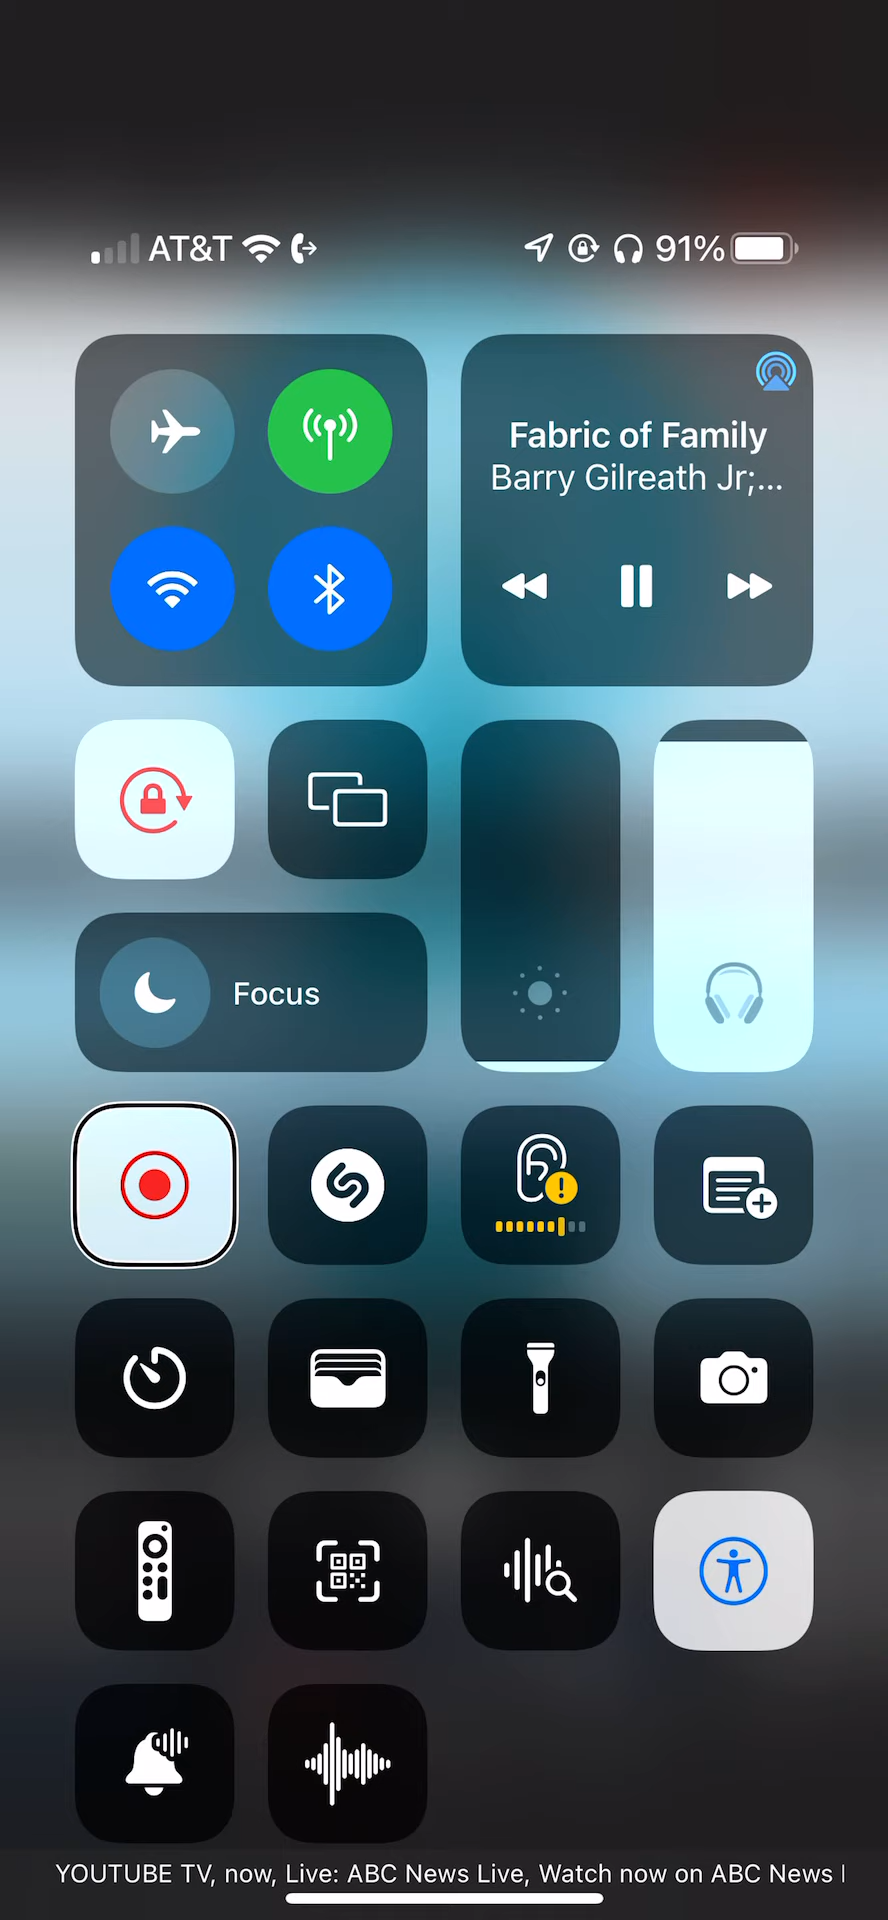 AT&T 91%
Fabric of Family
Barry Gilreath Jr;...
Focus
YOUTUBE TV, now, Live: ABC News Live, Watch now on ABC News